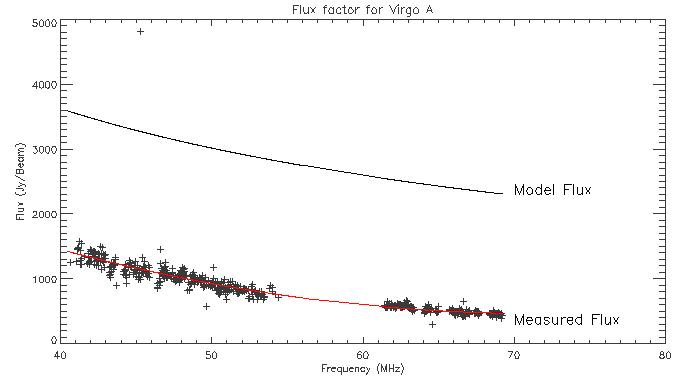 Flux factor for Virgo A
5000
4000
3000
2000
1000
0
Flux (Jy/Beam)
Model Flux
Measured Flux
40 50 60 70 80
Frequency (MHz)